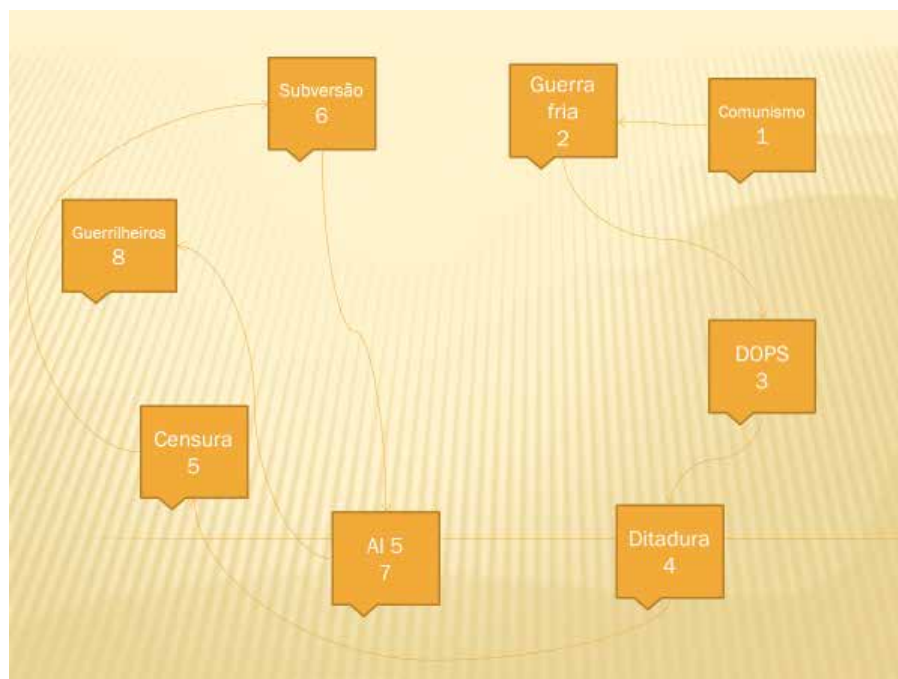 Subversão
6
Guerra
fria
2
Comunismo
1
Guerrilheiros
8
DOPS
3
Censura
5
AI 5
7
Ditadura
4